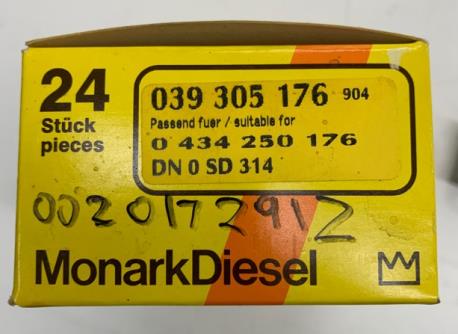 24
Stück
pieces
039 305 176 904
Passend fuer / suitable for
0 434 250 176
DN 0 SD 314
0020172912
MonarkDiesel